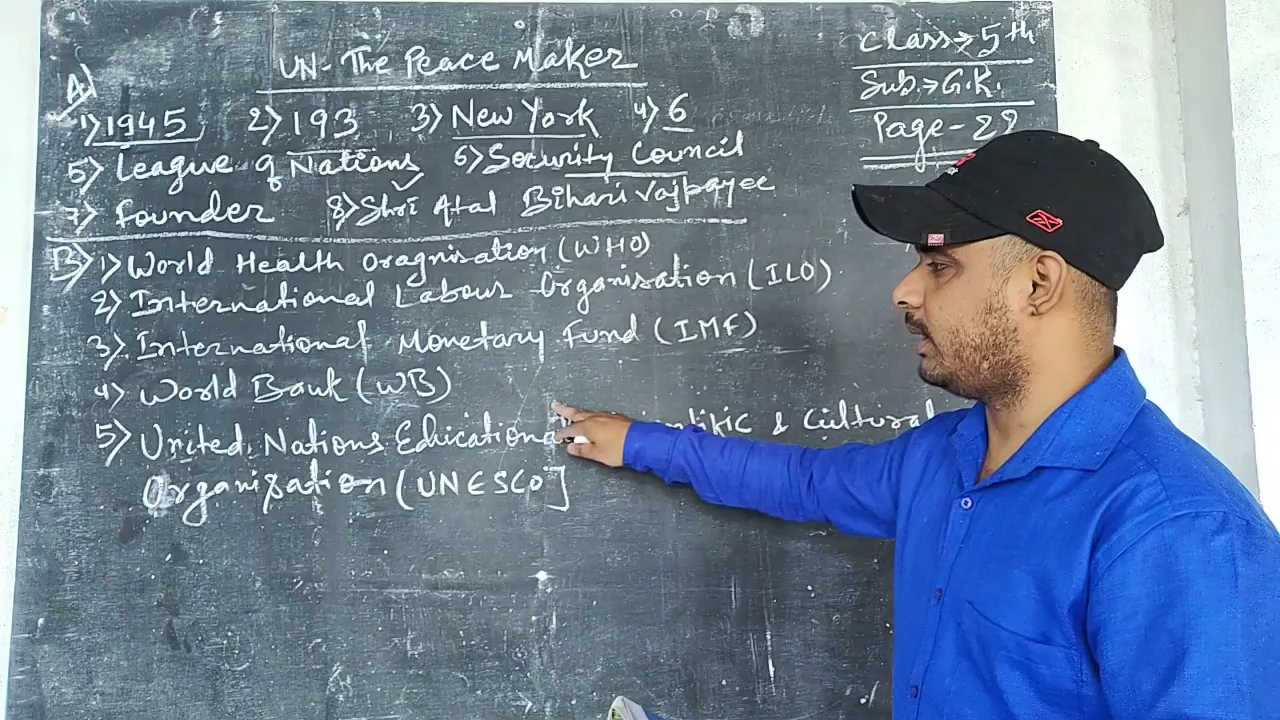 UN-The Peace Maker
Class→5th
Sub.→G.K.
Page-22
A)
1) 1945, 2) 193 3) New York 4) 6
5) League of Nations 6) Security Council
7) founder 8) Shri Atal Bihari Vajpayee
B) 1) World Health Oragnisation (WHO)
2) International Labour Organisation (ILO).
3) International Monetary Fund (IMF)
4) World Bank (WB)
5) United Nations Educational & Cultural
Organisation (UNESCO]